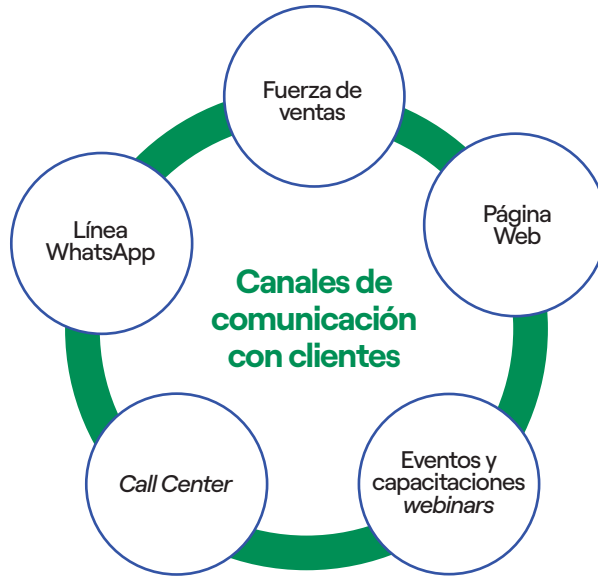 Fuerza de
ventas
Página
Web
Eventos y
capacitaciones
webinars
Call Center
Línea
WhatsApp
Canales de
comunicación
con clientes